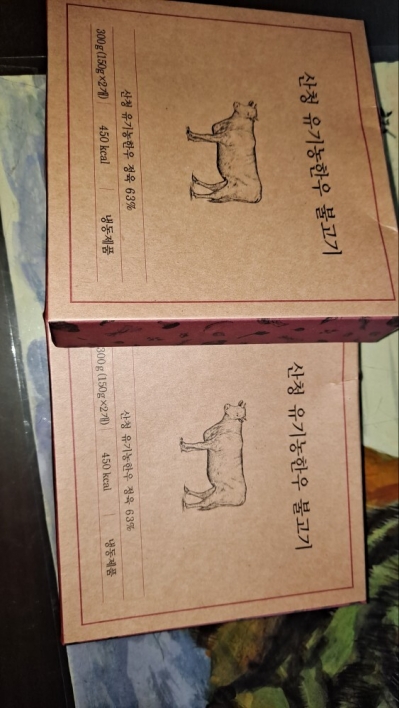 산청 유기농한우 불고기
산청 유기농한우 정육 63%
300g(150g×2개) | 450 kcal | 냉동제품
산청 유기농한우 불고기
산청 유기농한우 정육 63%
300g(150g×2개) | 450 kcal | 냉동제품